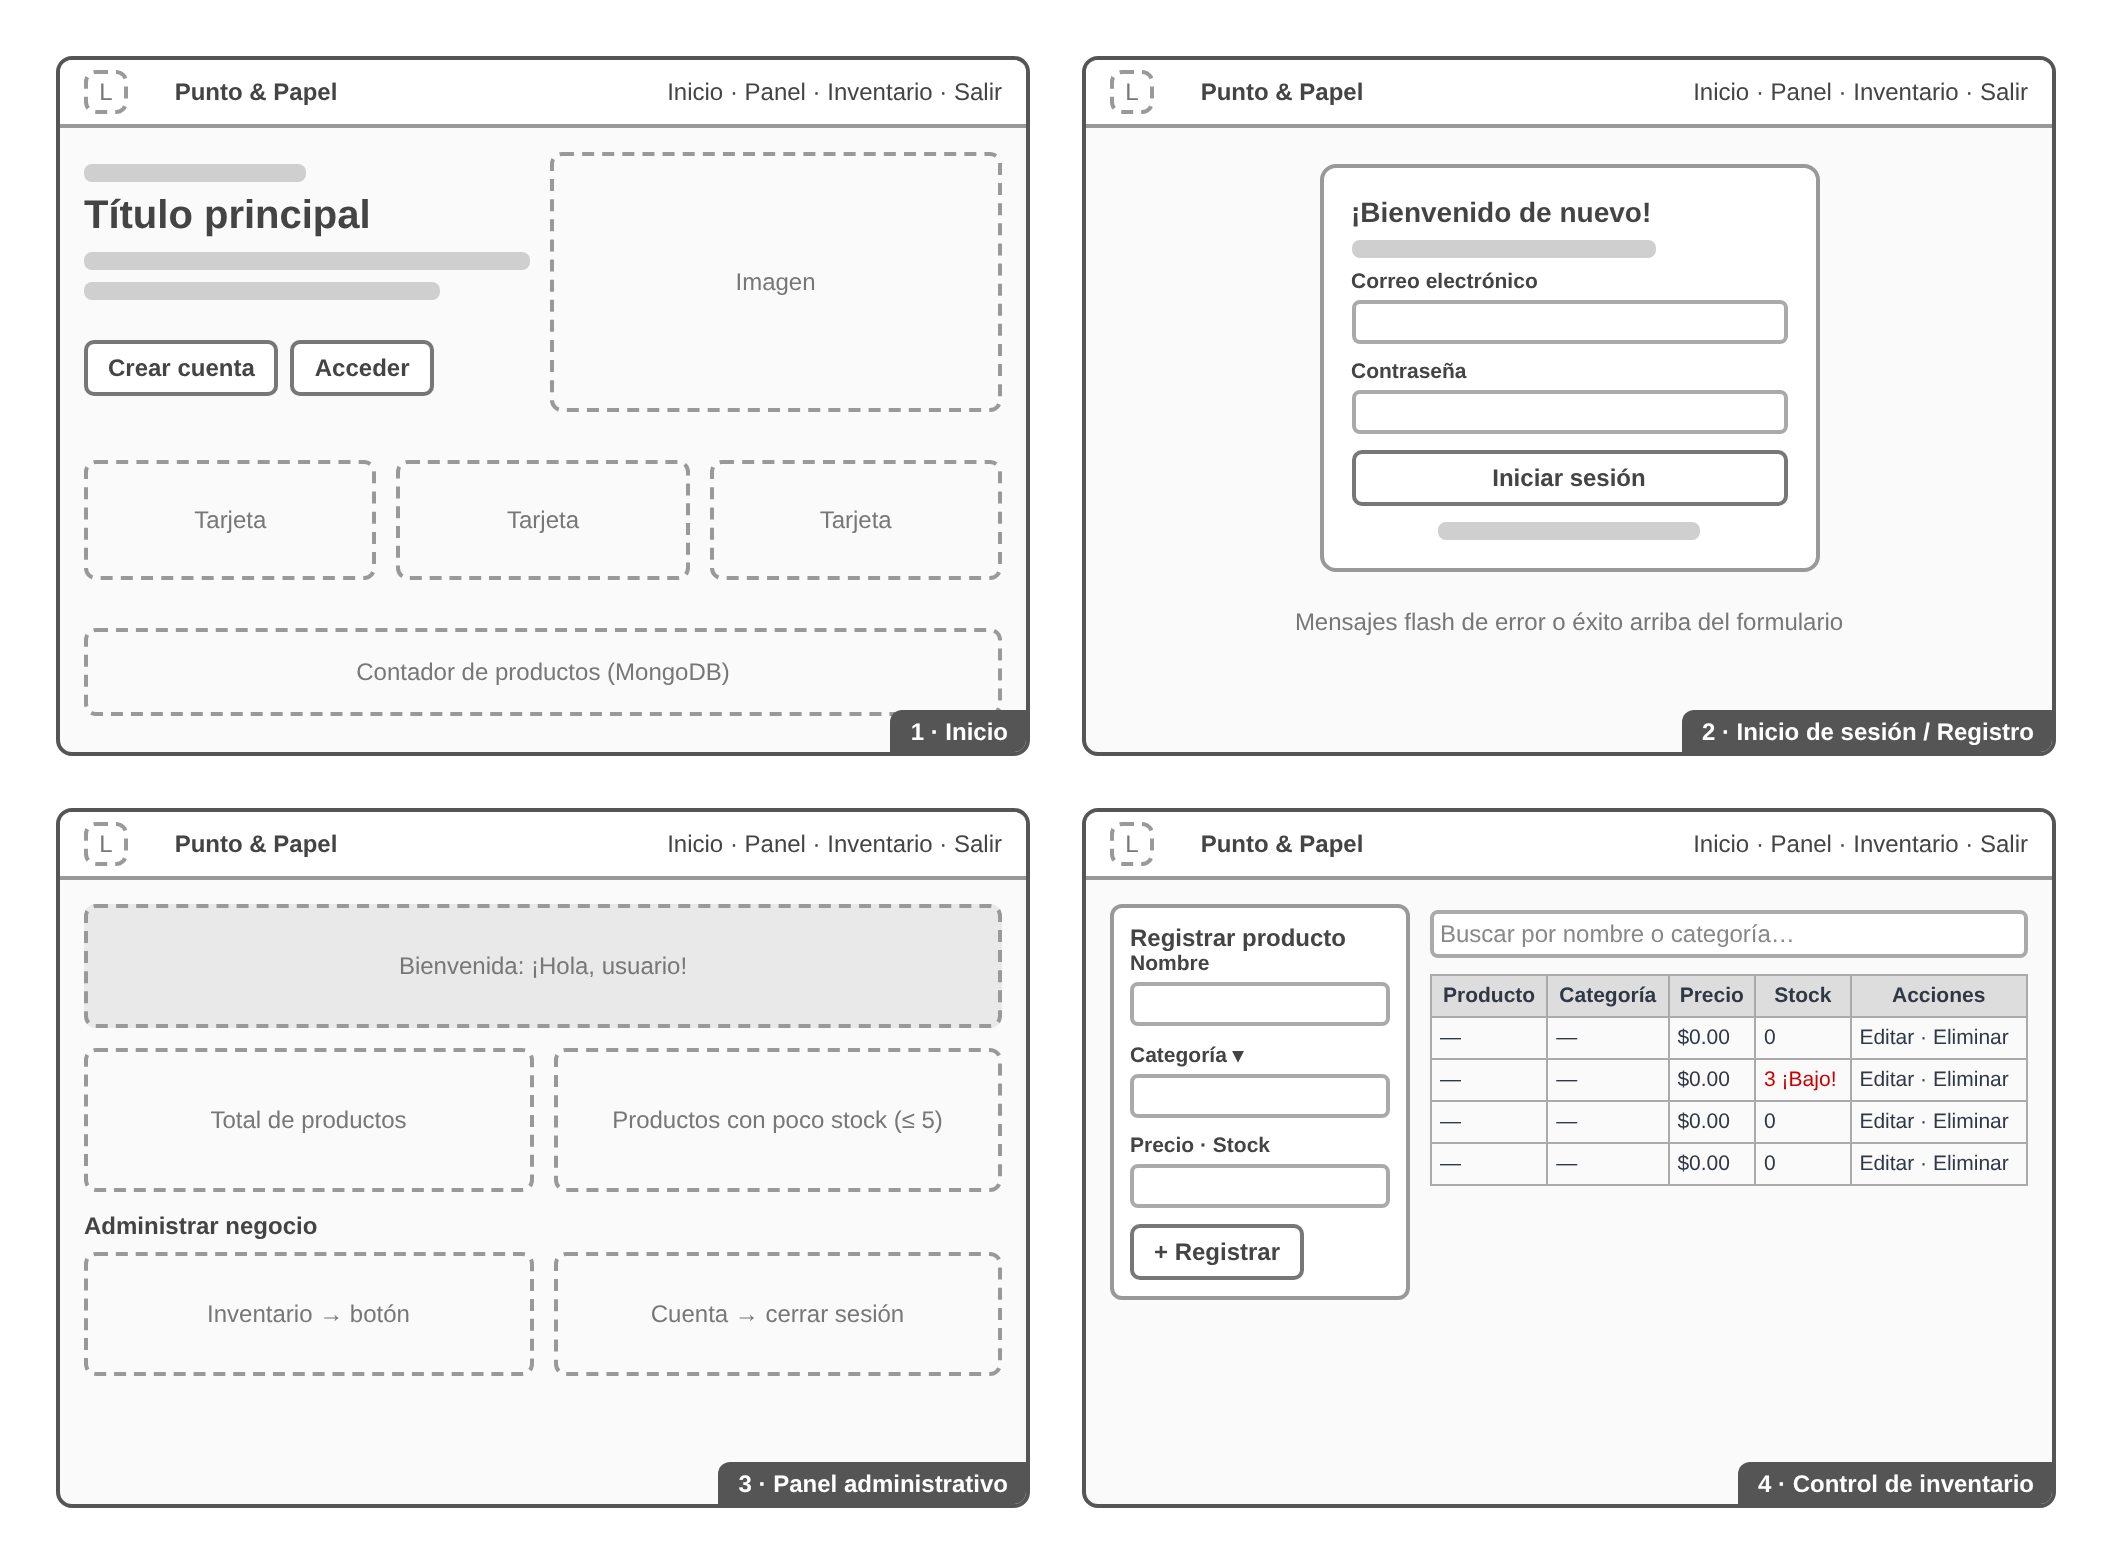 L Punto & Papel Inicio · Panel · Inventario · Salir
Título principal
Imagen
Crear cuenta Acceder
Tarjeta Tarjeta Tarjeta
Contador de productos (MongoDB)
1 · Inicio
L Punto & Papel Inicio · Panel · Inventario · Salir
¡Bienvenido de nuevo!
Correo electrónico
Contraseña
Iniciar sesión
Mensajes flash de error o éxito arriba del formulario
2 · Inicio de sesión / Registro
L Punto & Papel Inicio · Panel · Inventario · Salir
Bienvenida: ¡Hola, usuario!
Total de productos Productos con poco stock (≤ 5)
Administrar negocio
Inventario → botón Cuenta → cerrar sesión
3 · Panel administrativo
L Punto & Papel Inicio · Panel · Inventario · Salir
Registrar producto
Nombre
Categoría ▾
Precio · Stock
+ Registrar
Buscar por nombre o categoría…
Producto Categoría Precio Stock Acciones
— — $0.00 0 Editar · Eliminar
— — $0.00 3 ¡Bajo! Editar · Eliminar
— — $0.00 0 Editar · Eliminar
— — $0.00 0 Editar · Eliminar
4 · Control de inventario